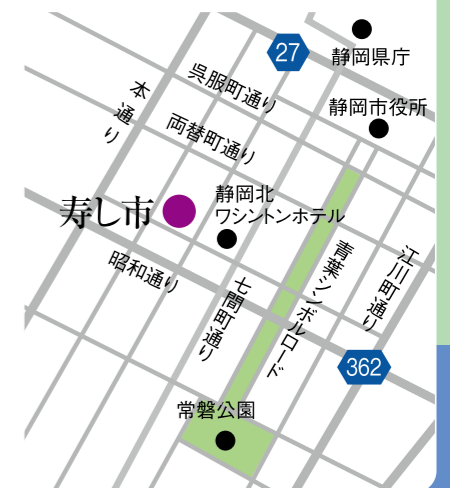 27
静岡県庁
呉服町通り
静岡市役所
本通り
両替町通り
寿し市
静岡北
ワシントンホテル
昭和通り
七間町通り
青葉シンボルロード
江川町通り
362
常磐公園